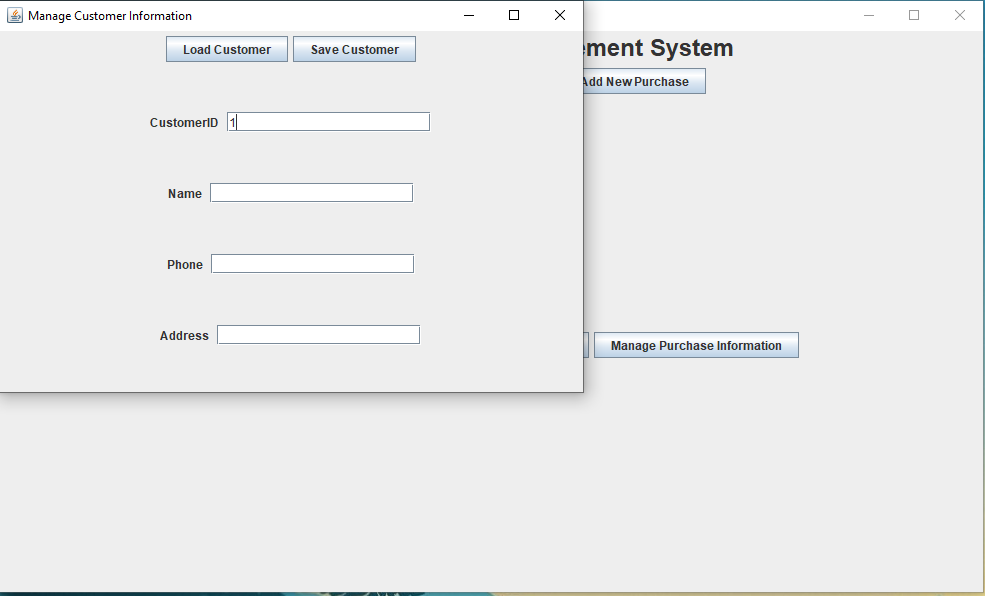 Manage Customer Information
Load Customer Save Customer
ement System
Add New Purchase
CustomerID 1
Name
Phone
Address
Manage Purchase Information